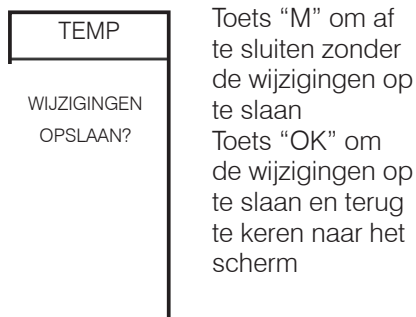 TEMP
WIJZIGINGEN
OPSLAAN?
Toets “M” om af
te sluiten zonder
de wijzigingen op
te slaan
Toets “OK” om
de wijzigingen op
te slaan en terug
te keren naar het
scherm